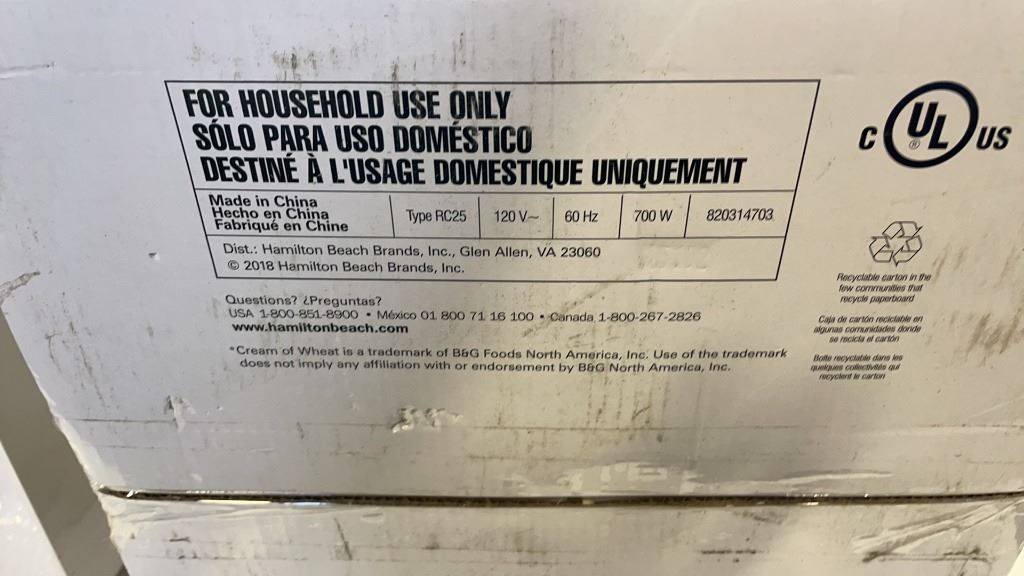 FOR HOUSEHOLD USE ONLY
SÓLO PARA USO DOMÉSTICO
DESTINÉ À L'USAGE DOMESTIQUE UNIQUEMENT
Made in China
Hecho en China
Fabriqué en Chine
Type RC25
120 V~
60 Hz
700 W
820314703
Dist.: Hamilton Beach Brands, Inc., Glen Allen, VA 23060
© 2018 Hamilton Beach Brands, Inc.
Questions? ¿Preguntas?
USA 1-800-851-8900 • México 01 800 71 16 100 • Canada 1-800-267-2826
www.hamiltonbeach.com
*Cream of Wheat is a trademark of B&G Foods North America, Inc. Use of the trademark
does not imply any affiliation with or endorsement by B&G North America, Inc.
C UL ® US
Recyclable carton in the
few communities that
recycle paperboard
Caja de cartón reciclable en
algunas comunidades donde
se recicla el cartón
Boîte recyclable dans les
quelques collectivités qui
recyclent le carton